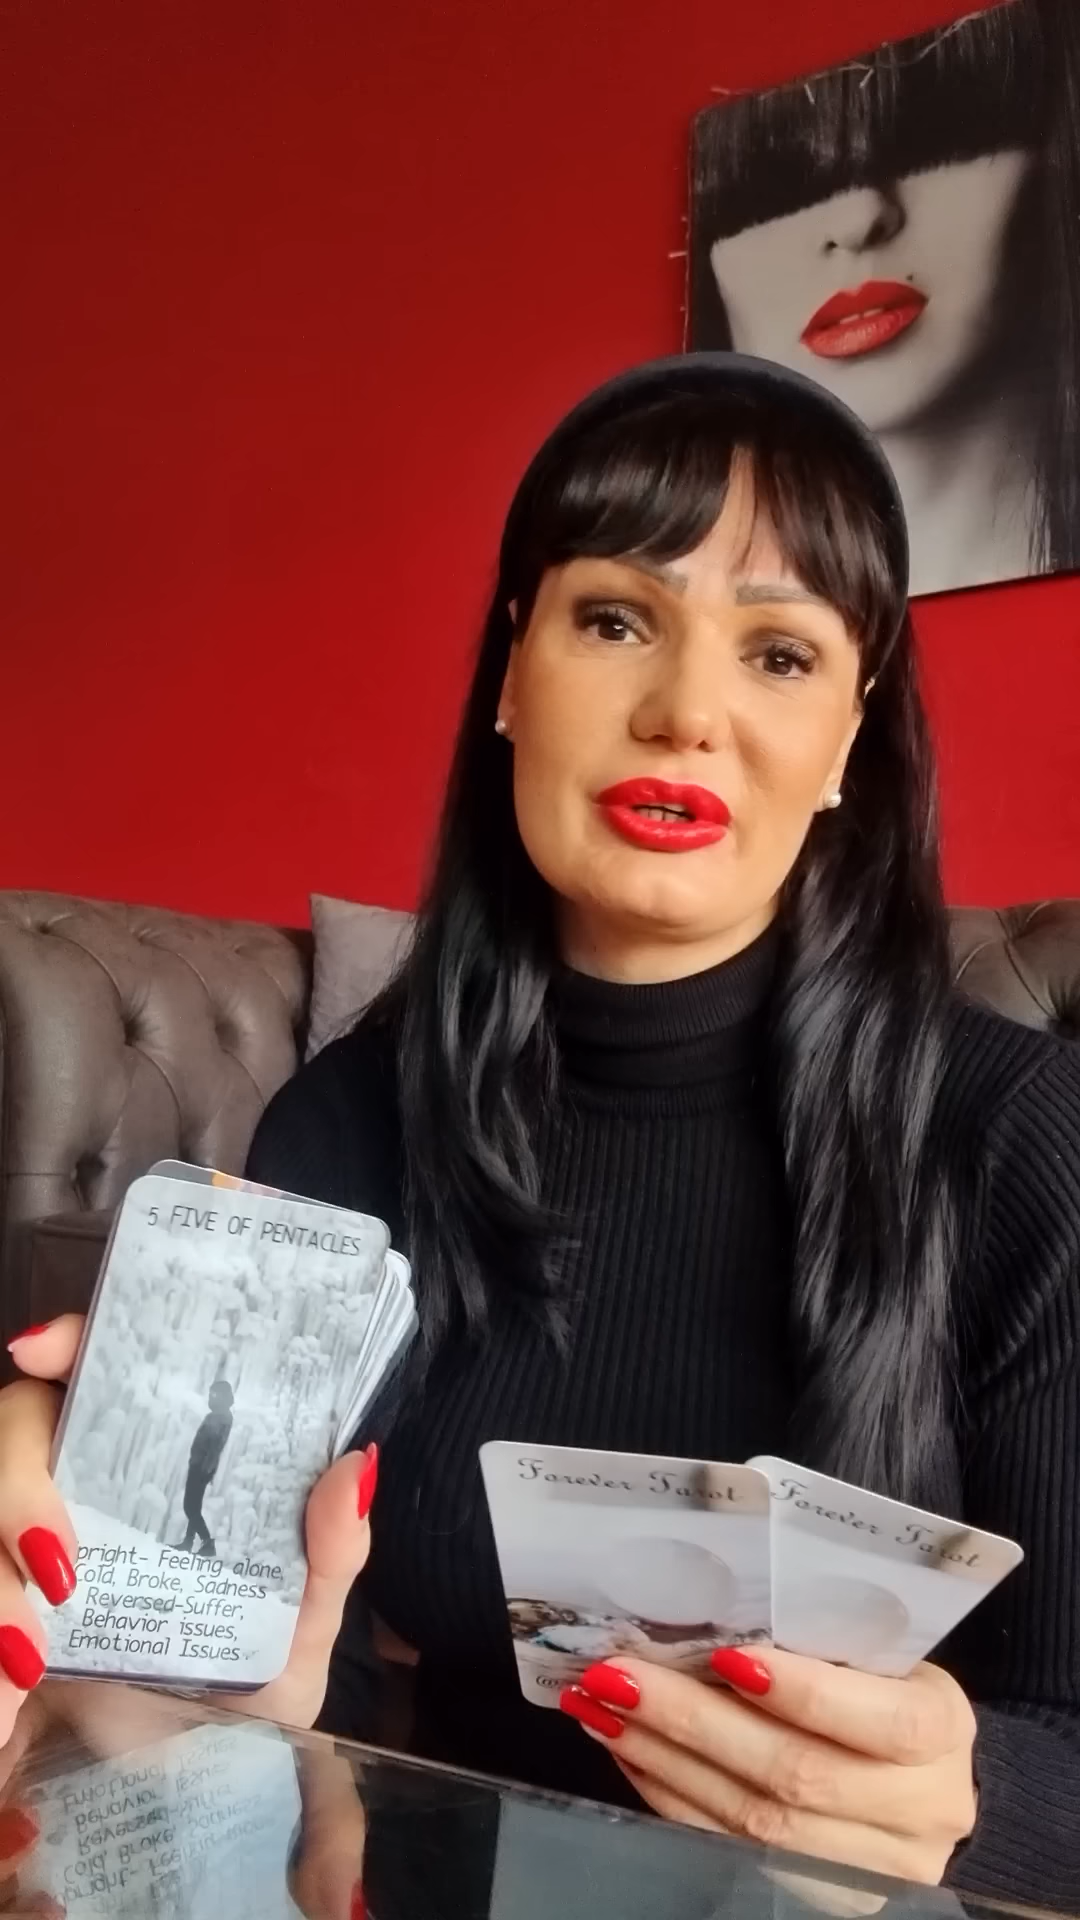 5 FIVE OF PENTACLES
pright- Feeling alone,
Cold, Broke, Sadness
Reversed-Suffer,
Behavior issues,
Emotional Issues
Forever Tarot
Forever Tarot